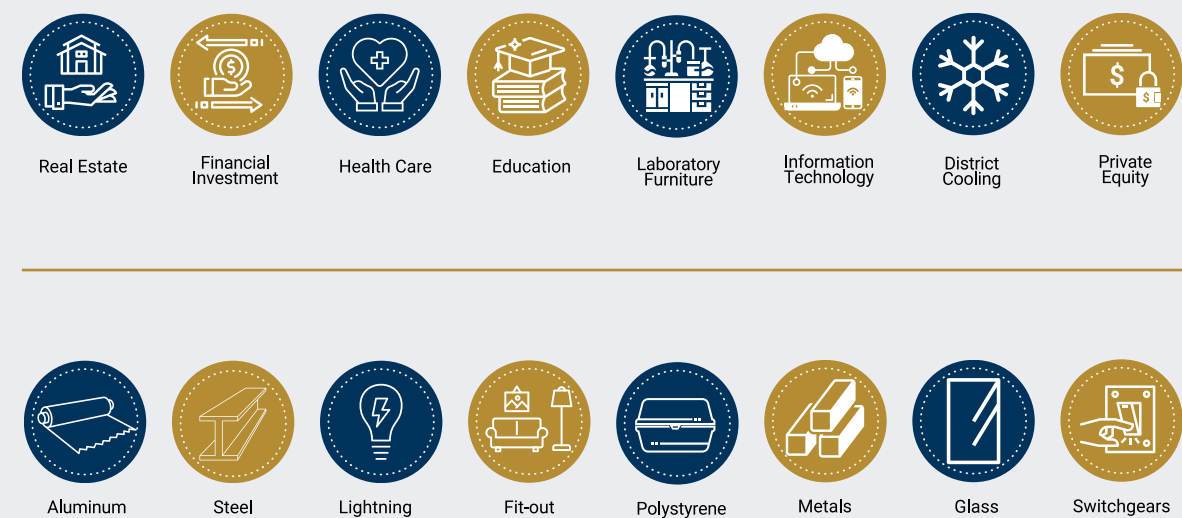 Real Estate
Financial
Investment
Health Care
Education
Laboratory
Furniture
Information
Technology
District
Cooling
Private
Equity
Aluminum
Steel
Lightning
Fit-out
Polystyrene
Metals
Glass
Switchgears